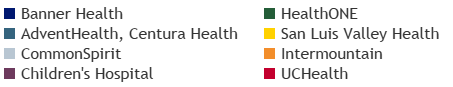 Banner Health
AdventHealth, Centura Health
CommonSpirit
Children's Hospital
HealthONE
San Luis Valley Health
Intermountain
UCHealth